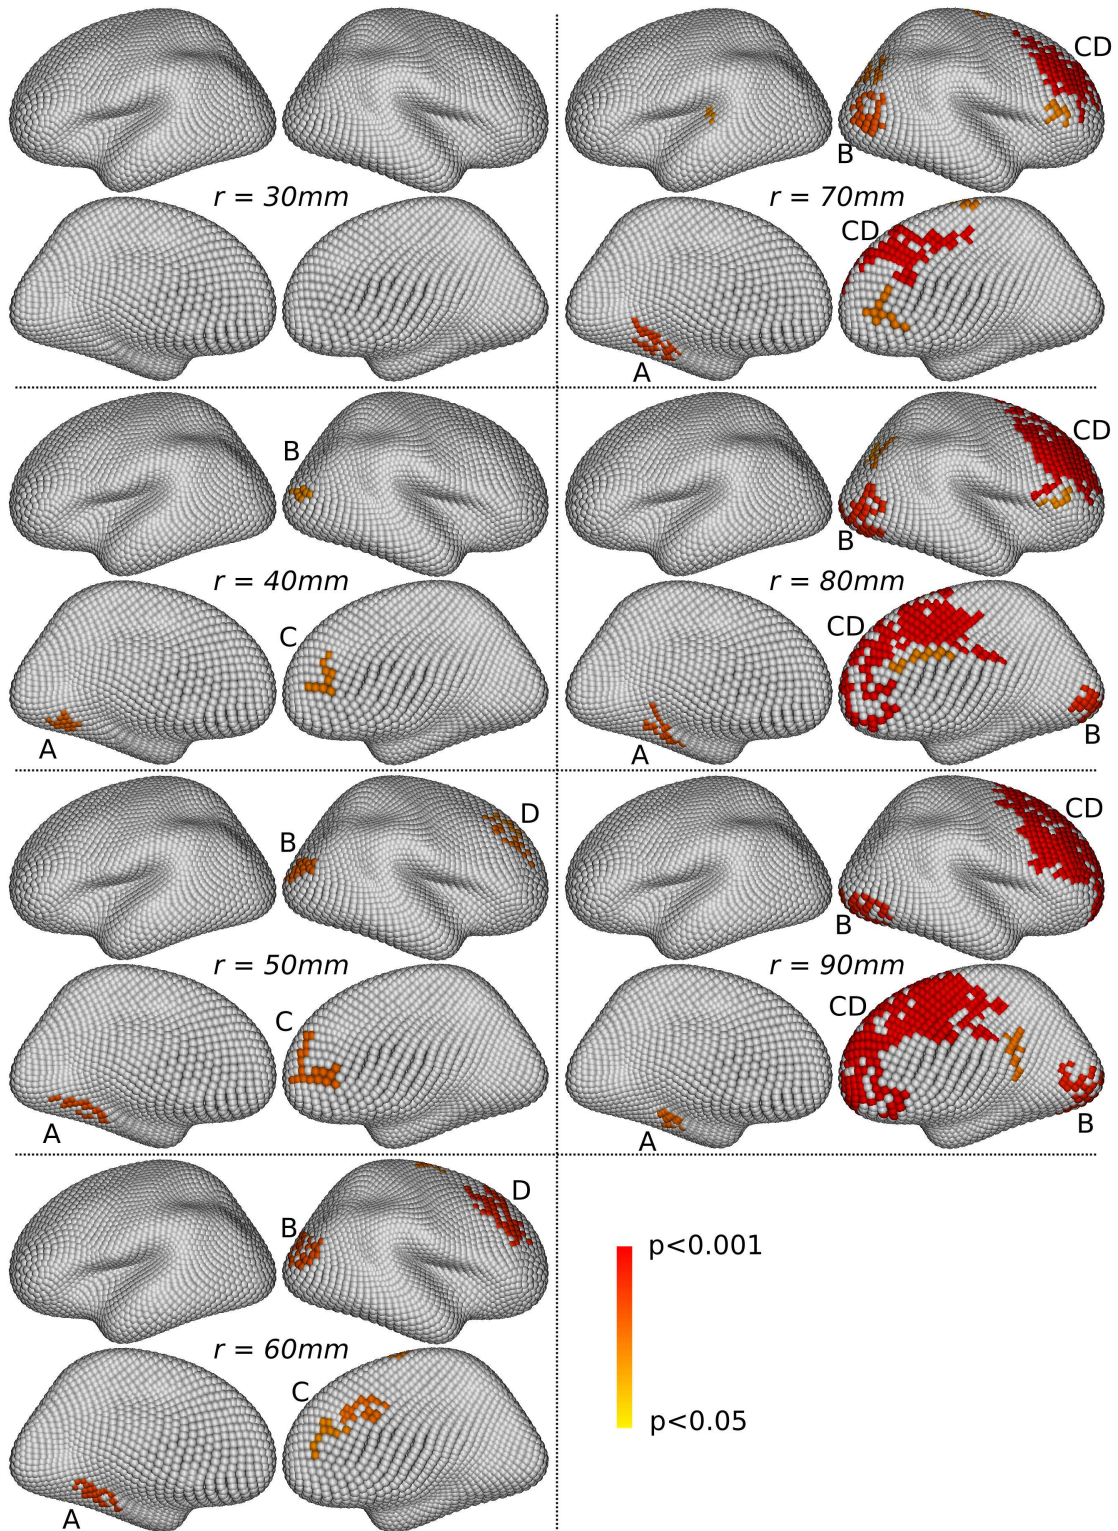 CD
B
r = 30mm
r = 70mm
CD
A
B
CD
B
r = 40mm
r = 80mm
C
CD
A
A
B
D
CD
B
B
r = 50mm
r = 90mm
C
CD
A
A
B
D
B
p<0.001
r = 60mm
C
p<0.05
A